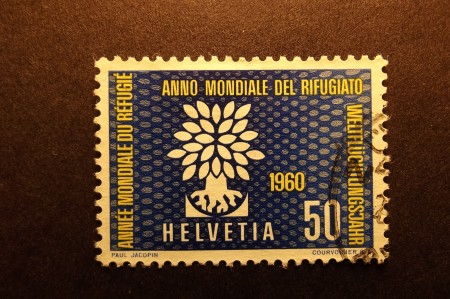 ANNÉE MONDIALE DU RÉFUGIÉ
ANNO MONDIALE DEL RIFUGIATO
WELTFLÜCHTLINGSJAHR
1960
HELVETIA
50
PAUL JACOPIN
COURVOISIER S.A.